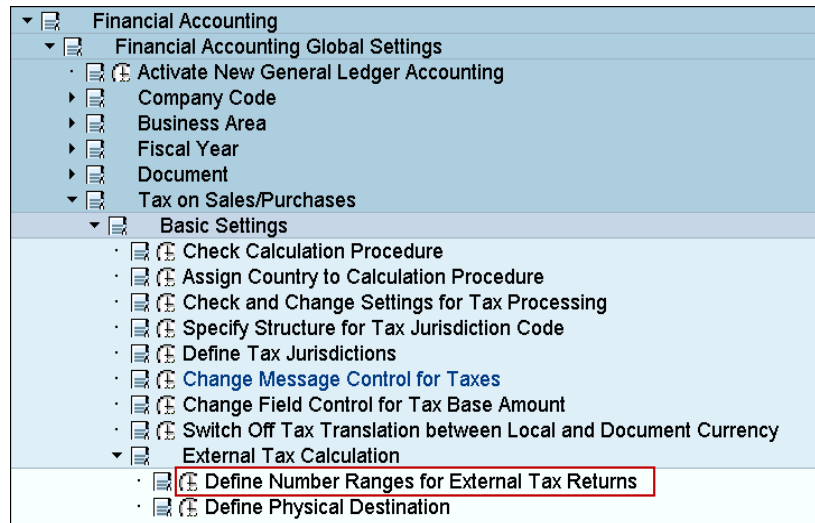 Financial Accounting
Financial Accounting Global Settings
Activate New General Ledger Accounting
Company Code
Business Area
Fiscal Year
Document
Tax on Sales/Purchases
Basic Settings
Check Calculation Procedure
Assign Country to Calculation Procedure
Check and Change Settings for Tax Processing
Specify Structure for Tax Jurisdiction Code
Define Tax Jurisdictions
Change Message Control for Taxes
Change Field Control for Tax Base Amount
Switch Off Tax Translation between Local and Document Currency
External Tax Calculation
Define Number Ranges for External Tax Returns
Define Physical Destination